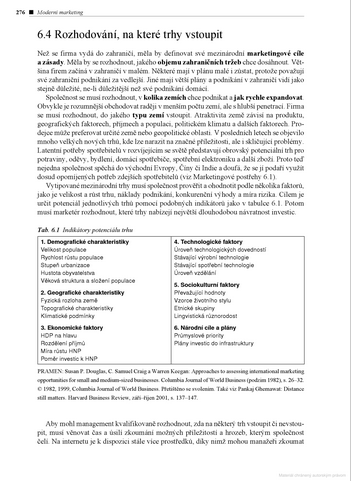 276 ■ Moderní marketing
6.4 Rozhodování, na které trhy vstoupit
Než se firma vydá do zahraničí, měla by definovat své mezinárodní marketingové cíle
a zásady. Měla by se rozhodnout, jakého objemu zahraničních tržeb chce dosáhnout. Vět-
šina firem začíná v zahraničí v malém. Některé mají v plánu malé i zůstat, protože považují
své zahraniční podnikání za vedlejší. Jiné mají větší plány a podnikání v zahraničí vidí jako
stejně důležité, ne-li důležitější než své podnikání domácí.
Společnost se musí rozhodnout, v kolika zemích chce podnikat a jak rychle expandovat.
Obvykle je rozumnější obchodovat raději v menším počtu zemí, ale s hlubší penetrací. Firma
se musí rozhodnout, do jakého typu zemí vstoupit. Atraktivita země závisí na produktu,
geografických faktorech, příjmech a populaci, politickém klimatu a dalších faktorech. Pro-
dejce může preferovat určité země nebo geopolitické oblasti. V posledních letech se objevilo
mnoho velkých nových trhů, kde lze narazit na značné příležitosti, ale i skličující problémy.
Latentní potřeby spotřebitelů v rozvíjejícím se světě představují obrovský potenciální trh pro
potraviny, oděvy, bydlení, domácí spotřebiče, spotřební elektroniku a další zboží. Proto teď
nejedna společnost spěchá do východní Evropy, Číny či Indie a doufá, že se jí podaří využít
dosud neuspokojených potřeb zdejších spotřebitelů (viz Marketingové postřehy 6.1).
Vytipované mezinárodní trhy musí společnost prověřit a ohodnotit podle několika faktorů,
jako je velikost a růst trhu, náklady podnikání, konkurenční výhody a míra rizika. Cílem je
určit potenciál jednotlivých trhů pomocí podobných indikátorů jako v tabulce 6.1. Potom
musí marketér rozhodnout, které trhy nabízejí největší dlouhodobou návratnost investic.
Tab. 6.1 Indikátory potenciálu trhu
1. Demografické charakteristiky
Velikost populace
Rychlost růstu populace
Stupeň urbanizace
Hustota obyvatelstva
Věková struktura a složení populace
2. Geografické charakteristiky
Fyzická rozloha země
Topografické charakteristiky
Klimatické podmínky
3. Ekonomické faktory
HDP na hlavu
Rozdělení příjmů
Míra růstu HNP
Poměr investic k HNP
4. Technologické faktory
Úroveň technologických dovedností
Stávající výrobní technologie
Stávající spotřební technologie
Úroveň vzdělání
5. Sociokulturní faktory
Převažující hodnoty
Vzorce životního stylu
Etnické skupiny
Lingvistická různorodost
6. Národní cíle a plány
Průmyslové priority
Plány investic do infrastruktury
PRAMEN: Susan P. Douglas, C. Samuel Craig a Warren Keegan: Approaches to assessing international marketing
opportunities for small and medium-sized businesses. Columbia Journal of World Business (podzim 1982), s. 26–32.
© 1982, 1999, Columbia Journal of World Business. Přetištěno se svolením. Také viz Pankaj Ghemawat: Distance
still matters. Harvard Business Review, září–říjen 2001, s. 137–147.
Aby mohl management kvalifikovaně rozhodnout, zda na některý trh vstoupit či nevstou-
pit, musí věnovat čas a úsilí zkoumání možných příležitostí a hrozeb, kterým společnost
čelí. Na internetu je k dispozici stále více prostředků, díky nimž mohou manažeři zkoumat